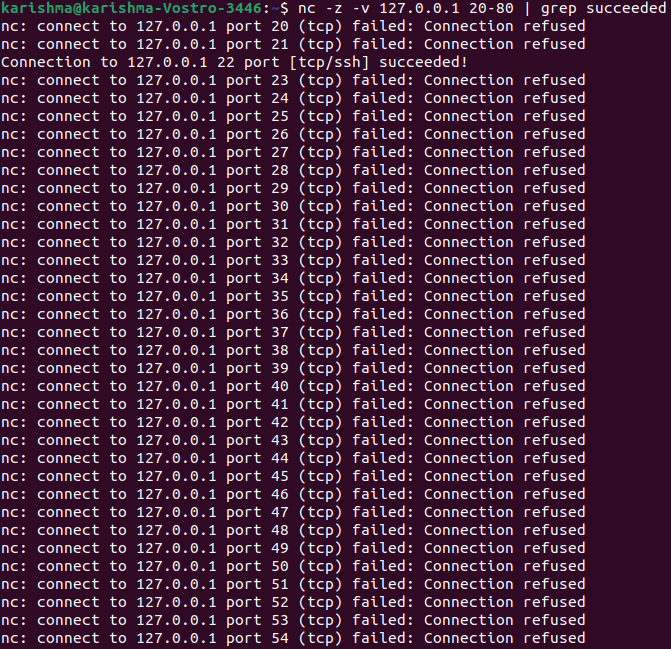 karishma@karishma-Vostro-3446:~$ nc -z -v 127.0.0.1 20-80 | grep succeeded
nc: connect to 127.0.0.1 port 20 (tcp) failed: Connection refused
nc: connect to 127.0.0.1 port 21 (tcp) failed: Connection refused
Connection to 127.0.0.1 22 port [tcp/ssh] succeeded!
nc: connect to 127.0.0.1 port 23 (tcp) failed: Connection refused
nc: connect to 127.0.0.1 port 24 (tcp) failed: Connection refused
nc: connect to 127.0.0.1 port 25 (tcp) failed: Connection refused
nc: connect to 127.0.0.1 port 26 (tcp) failed: Connection refused
nc: connect to 127.0.0.1 port 27 (tcp) failed: Connection refused
nc: connect to 127.0.0.1 port 28 (tcp) failed: Connection refused
nc: connect to 127.0.0.1 port 29 (tcp) failed: Connection refused
nc: connect to 127.0.0.1 port 30 (tcp) failed: Connection refused
nc: connect to 127.0.0.1 port 31 (tcp) failed: Connection refused
nc: connect to 127.0.0.1 port 32 (tcp) failed: Connection refused
nc: connect to 127.0.0.1 port 33 (tcp) failed: Connection refused
nc: connect to 127.0.0.1 port 34 (tcp) failed: Connection refused
nc: connect to 127.0.0.1 port 35 (tcp) failed: Connection refused
nc: connect to 127.0.0.1 port 36 (tcp) failed: Connection refused
nc: connect to 127.0.0.1 port 37 (tcp) failed: Connection refused
nc: connect to 127.0.0.1 port 38 (tcp) failed: Connection refused
nc: connect to 127.0.0.1 port 39 (tcp) failed: Connection refused
nc: connect to 127.0.0.1 port 40 (tcp) failed: Connection refused
nc: connect to 127.0.0.1 port 41 (tcp) failed: Connection refused
nc: connect to 127.0.0.1 port 42 (tcp) failed: Connection refused
nc: connect to 127.0.0.1 port 43 (tcp) failed: Connection refused
nc: connect to 127.0.0.1 port 44 (tcp) failed: Connection refused
nc: connect to 127.0.0.1 port 45 (tcp) failed: Connection refused
nc: connect to 127.0.0.1 port 46 (tcp) failed: Connection refused
nc: connect to 127.0.0.1 port 47 (tcp) failed: Connection refused
nc: connect to 127.0.0.1 port 48 (tcp) failed: Connection refused
nc: connect to 127.0.0.1 port 49 (tcp) failed: Connection refused
nc: connect to 127.0.0.1 port 50 (tcp) failed: Connection refused
nc: connect to 127.0.0.1 port 51 (tcp) failed: Connection refused
nc: connect to 127.0.0.1 port 52 (tcp) failed: Connection refused
nc: connect to 127.0.0.1 port 53 (tcp) failed: Connection refused
nc: connect to 127.0.0.1 port 54 (tcp) failed: Connection refused